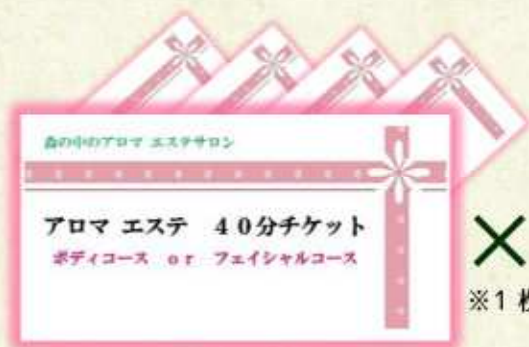 森の中のアロマ エステサロン
アロマ エステ 40分チケット
ボディコース or フェイシャルコース
×
※1枚